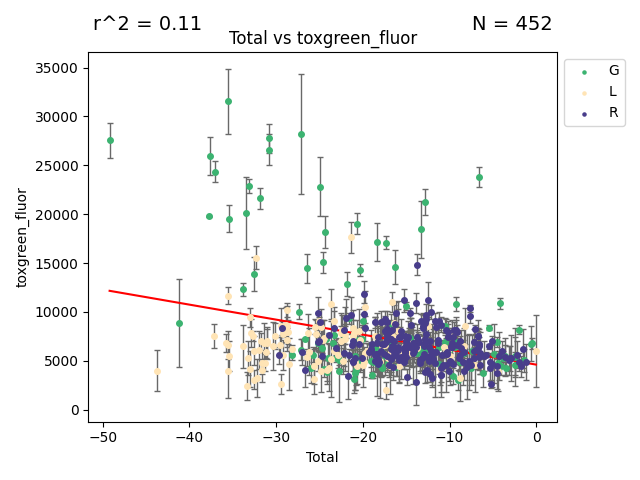 r^2 = 0.11
N = 452
Total vs toxgreen_fluor
35000
30000
25000
20000
15000
10000
5000
0
toxgreen_fluor
−50
−40
−30
−20
−10
0
Total
G
L
R